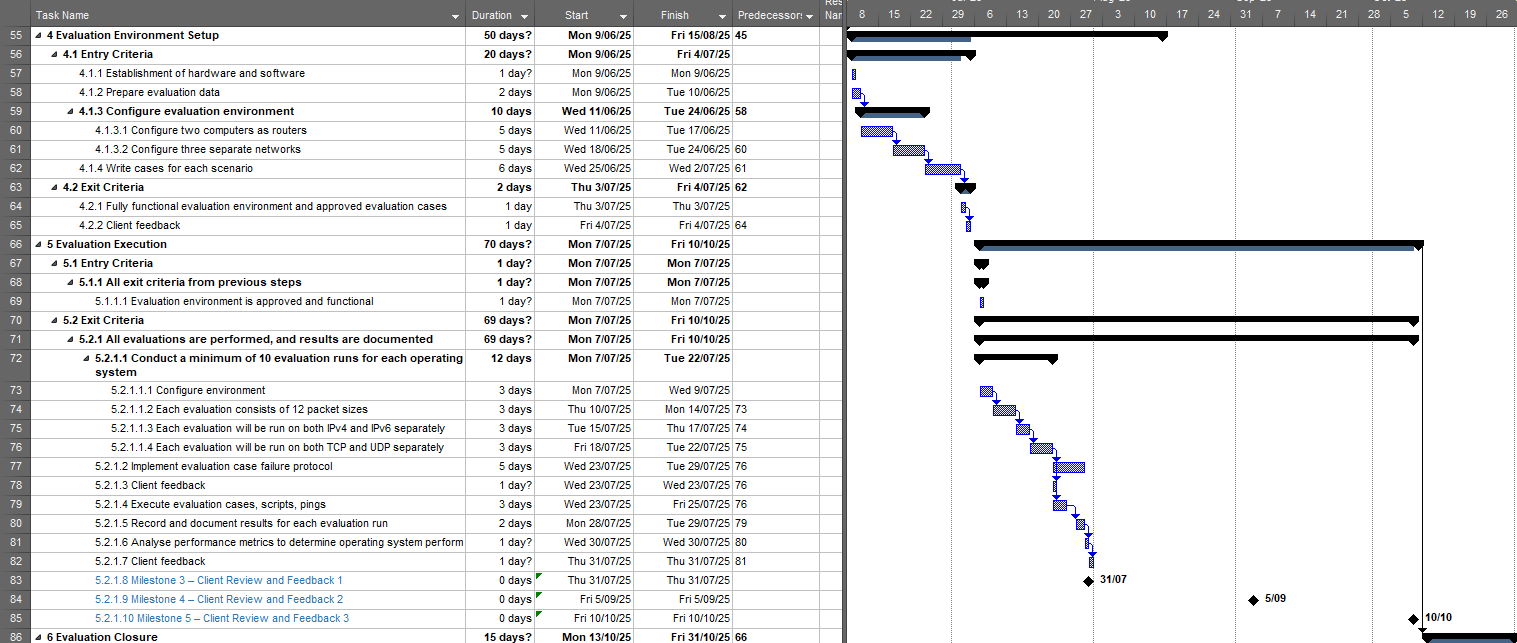 Task Name Duration Start Finish Predecessors
8 15 22 29 6 13 20 27 3 10 17 24 31 7 14 21 28 5 12 19 26
55 4 Evaluation Environment Setup 50 days? Mon 9/06/25 Fri 15/08/25 45
56 4.1 Entry Criteria 20 days? Mon 9/06/25 Fri 4/07/25
57 4.1.1 Establishment of hardware and software 1 day? Mon 9/06/25 Mon 9/06/25
58 4.1.2 Prepare evaluation data 2 days Mon 9/06/25 Tue 10/06/25
59 4.1.3 Configure evaluation environment 10 days Wed 11/06/25 Tue 24/06/25 58
60 4.1.3.1 Configure two computers as routers 5 days Wed 11/06/25 Tue 17/06/25
61 4.1.3.2 Configure three separate networks 5 days Wed 18/06/25 Tue 24/06/25 60
62 4.1.4 Write cases for each scenario 6 days Wed 25/06/25 Wed 2/07/25 61
63 4.2 Exit Criteria 2 days Thu 3/07/25 Fri 4/07/25 62
64 4.2.1 Fully functional evaluation environment and approved evaluation cases 1 day Thu 3/07/25 Thu 3/07/25
65 4.2.2 Client feedback 1 day Fri 4/07/25 Fri 4/07/25 64
66 5 Evaluation Execution 70 days? Mon 7/07/25 Fri 10/10/25
67 5.1 Entry Criteria 1 day? Mon 7/07/25 Mon 7/07/25
68 5.1.1 All exit criteria from previous steps 1 day? Mon 7/07/25 Mon 7/07/25
69 5.1.1.1 Evaluation environment is approved and functional 1 day? Mon 7/07/25 Mon 7/07/25
70 5.2 Exit Criteria 69 days? Mon 7/07/25 Fri 10/10/25
71 5.2.1 All evaluations are performed, and results are documented 69 days? Mon 7/07/25 Fri 10/10/25
72 5.2.1.1 Conduct a minimum of 10 evaluation runs for each operating 12 days Mon 7/07/25 Tue 22/07/25
system
73 5.2.1.1.1 Configure environment 3 days Mon 7/07/25 Wed 9/07/25
74 5.2.1.1.2 Each evaluation consists of 12 packet sizes 3 days Thu 10/07/25 Mon 14/07/25 73
75 5.2.1.1.3 Each evaluation will be run on both IPv4 and IPv6 separately 3 days Tue 15/07/25 Thu 17/07/25 74
76 5.2.1.1.4 Each evaluation will be run on both TCP and UDP separately 3 days Fri 18/07/25 Tue 22/07/25 75
77 5.2.1.2 Implement evaluation case failure protocol 5 days Wed 23/07/25 Tue 29/07/25 76
78 5.2.1.3 Client feedback 1 day? Wed 23/07/25 Wed 23/07/25 76
79 5.2.1.4 Execute evaluation cases, scripts, pings 3 days Wed 23/07/25 Fri 25/07/25 76
80 5.2.1.5 Record and document results for each evaluation run 2 days Mon 28/07/25 Tue 29/07/25 79
81 5.2.1.6 Analyse performance metrics to determine operating system perform 1 day? Wed 30/07/25 Wed 30/07/25 80
82 5.2.1.7 Client feedback 1 day? Thu 31/07/25 Thu 31/07/25 81
83 5.2.1.8 Milestone 3 – Client Review and Feedback 1 0 days Thu 31/07/25 Thu 31/07/25 31/07
84 5.2.1.9 Milestone 4 – Client Review and Feedback 2 0 days Fri 5/09/25 Fri 5/09/25 5/09
85 5.2.1.10 Milestone 5 – Client Review and Feedback 3 0 days Fri 10/10/25 Fri 10/10/25 10/10
86 6 Evaluation Closure 15 days? Mon 13/10/25 Fri 31/10/25 66